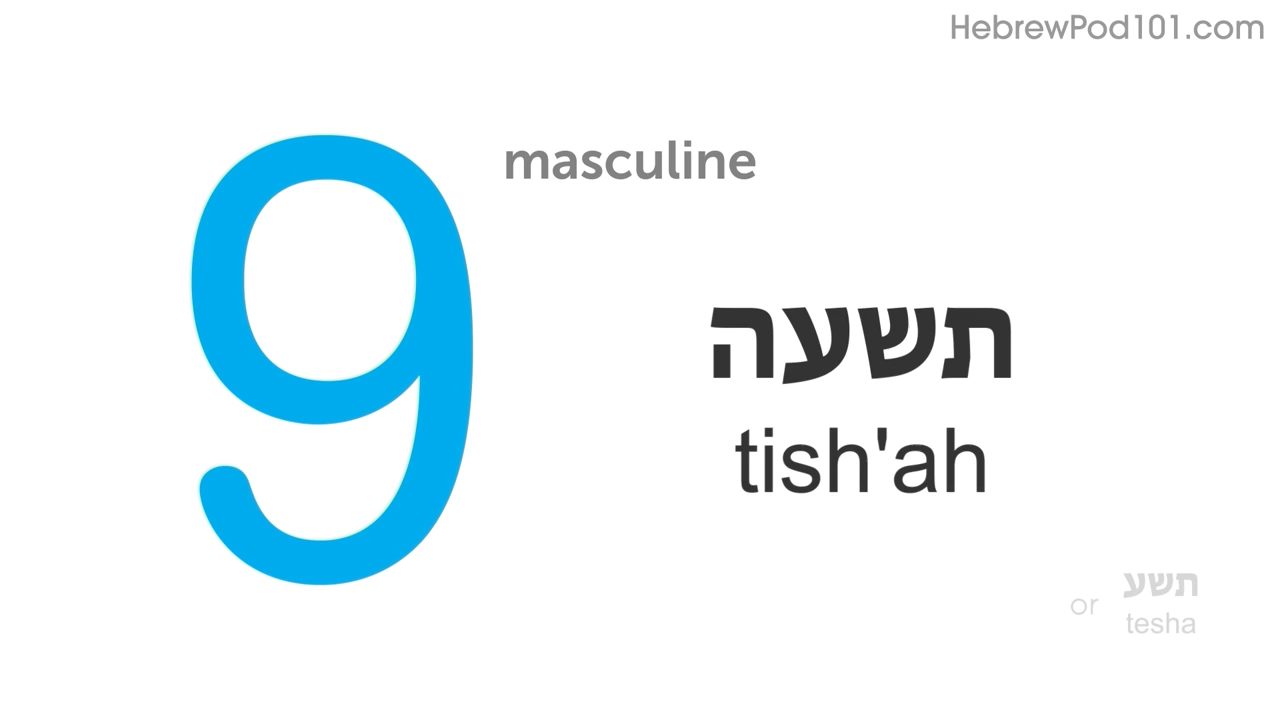 HebrewPod101.com
9
masculine
תשעה
tish'ah
or
תשע
tesha